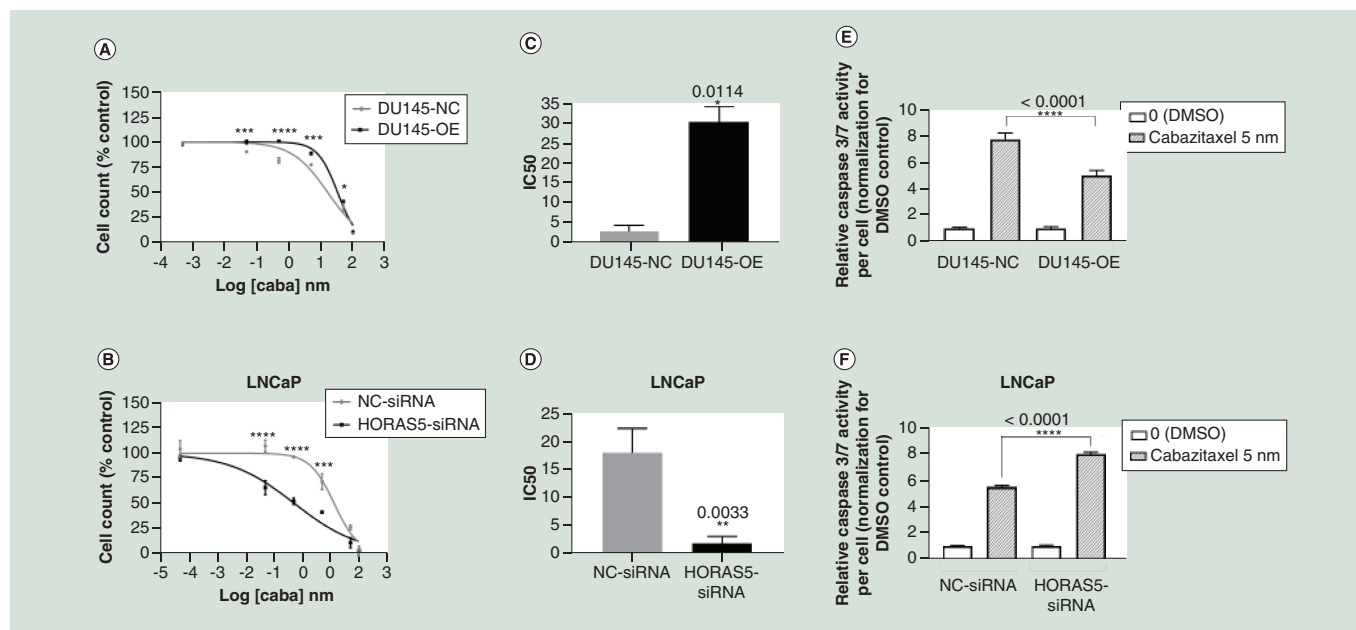 A
Cell count (% control)
150
125
100
75
50
25
0
*** **** *** *
DU145-NC
DU145-OE
-4 -3 -2 -1 0 1 2 3
Log [caba] nm
C
IC50
35
30
25
20
15
10
5
0
0.0114
*
DU145-NC DU145-OE
E
Relative caspase 3/7 activity
per cell (normalization for
DMSO control)
10
8
6
4
2
0
< 0.0001
****
0 (DMSO)
Cabazitaxel 5 nm
DU145-NC DU145-OE
B
LNCaP
Cell count (% control)
150
125
100
75
50
25
0
**** **** ***
NC-siRNA
HORAS5-siRNA
-5 -4 -3 -2 -1 0 0 2 3
Log [caba] nm
D
LNCaP
IC50
25
20
15
10
5
0
0.0033
**
NC-siRNA HORAS5-
siRNA
F
LNCaP
Relative caspase 3/7 activity
per cell (normalization for
DMSO control)
10
8
6
4
2
0
< 0.0001
****
0 (DMSO)
Cabazitaxel 5 nm
NC-siRNA HORAS5-
siRNA